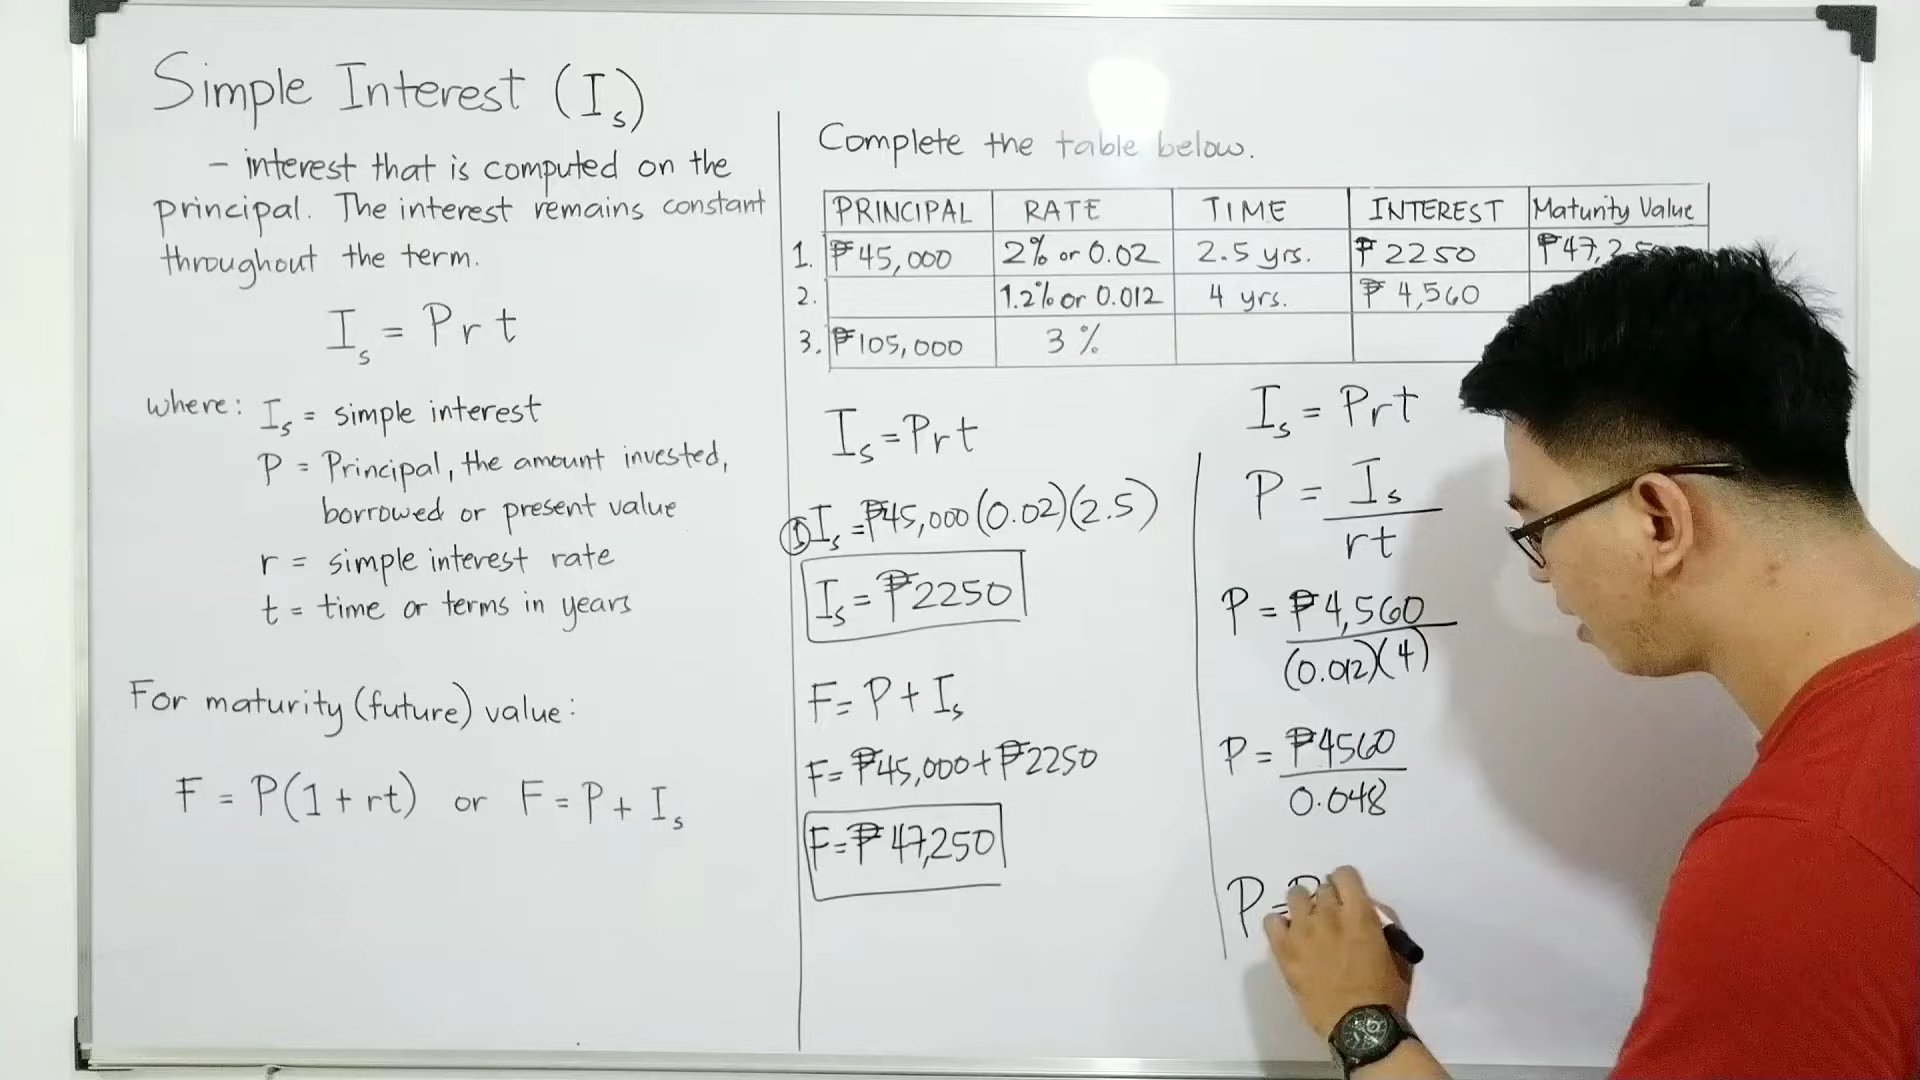 Simple Interest (Is)
- interest that is computed on the
principal. The interest remains constant
throughout the term.
Is = Prt
where: Is = simple interest
P = Principal, the amount invested,
borrowed or present value
r = simple interest rate
t = time or terms in years
For maturity (future) value:
F = P(1 + rt) or F = P + Is
Complete the table below.
PRINCIPAL RATE TIME INTEREST Maturity Value
1. ₱45,000 2% or 0.02 2.5 yrs. ₱2250
2. 1.2% or 0.012 4 yrs. ₱4,560
3. ₱105,000 3%
Is = Prt
① Is = ₱45,000(0.02)(2.5)
Is = ₱2250
F = P + Is
F = ₱45,000 + ₱2250
F = ₱47,250
Is = Prt
P = Is
rt
P = ₱4,560
(0.012)(4)
P = ₱4560
0.048
P =